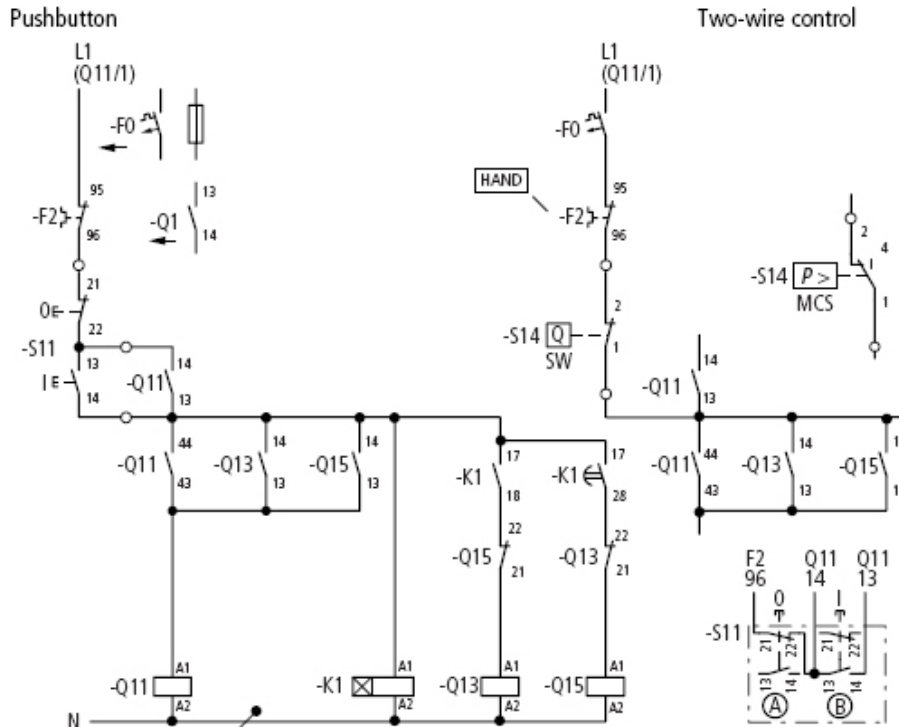 Pushbutton
Two-wire control
L1
(Q11/1)
L1
(Q11/1)
-F0
-F0
HAND
95
-F2
96
13
-Q1
14
95
-F2
96
2
4
-S14 P >
1
MCS
21
0E
22
-S11
13
IE
14
14
-Q11
13
2
-S14 Q
1
SW
14
-Q11
13
44
-Q11
43
14
-Q13
13
14
-Q15
13
17
-K1
18
17
-K1
28
44
-Q11
43
14
-Q13
13
1
-Q15
1
22
-Q15
21
22
-Q13
21
F2
96
Q11
14
Q11
13
0
I
-S11
21
22
21
22
13
14
13
14
A
B
A1
-Q11
A2
A1
-K1
A2
A1
-Q13
A2
A1
-Q15
A2
N